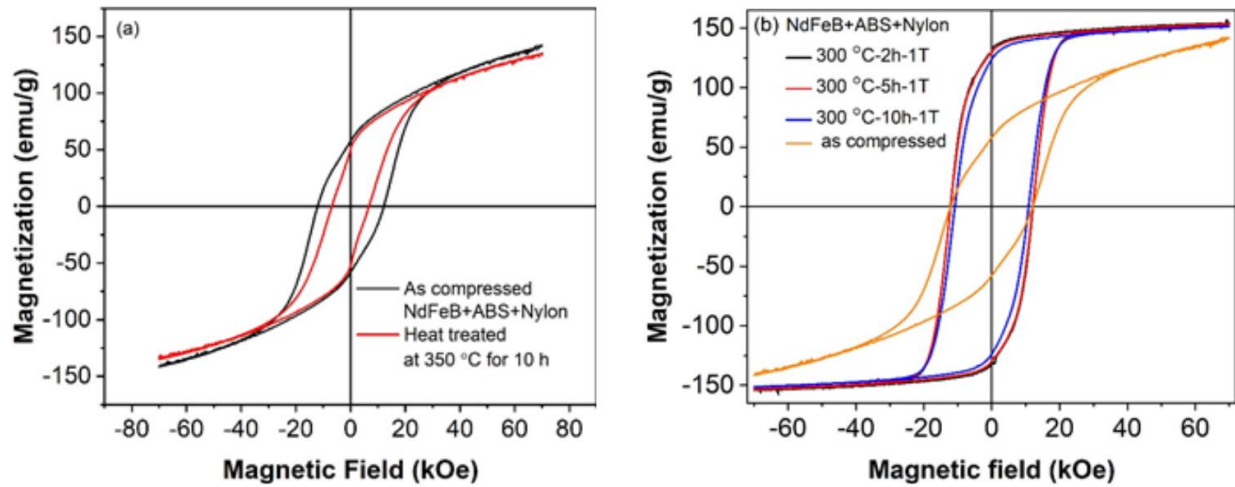 (a)
Magnetization (emu/g)
150
100
50
0
-50
-100
-150
-80
-60
-40
-20
0
20
40
60
80
Magnetic Field (kOe)
As compressed
NdFeB+ABS+Nylon
Heat treated
at 350 °C for 10 h
(b)
NdFeB+ABS+Nylon
300 °C-2h-1T
300 °C-5h-1T
300 °C-10h-1T
as compressed
Magnetization (emu/g)
150
100
50
0
-50
-100
-150
-60
-40
-20
0
20
40
60
Magnetic field (kOe)